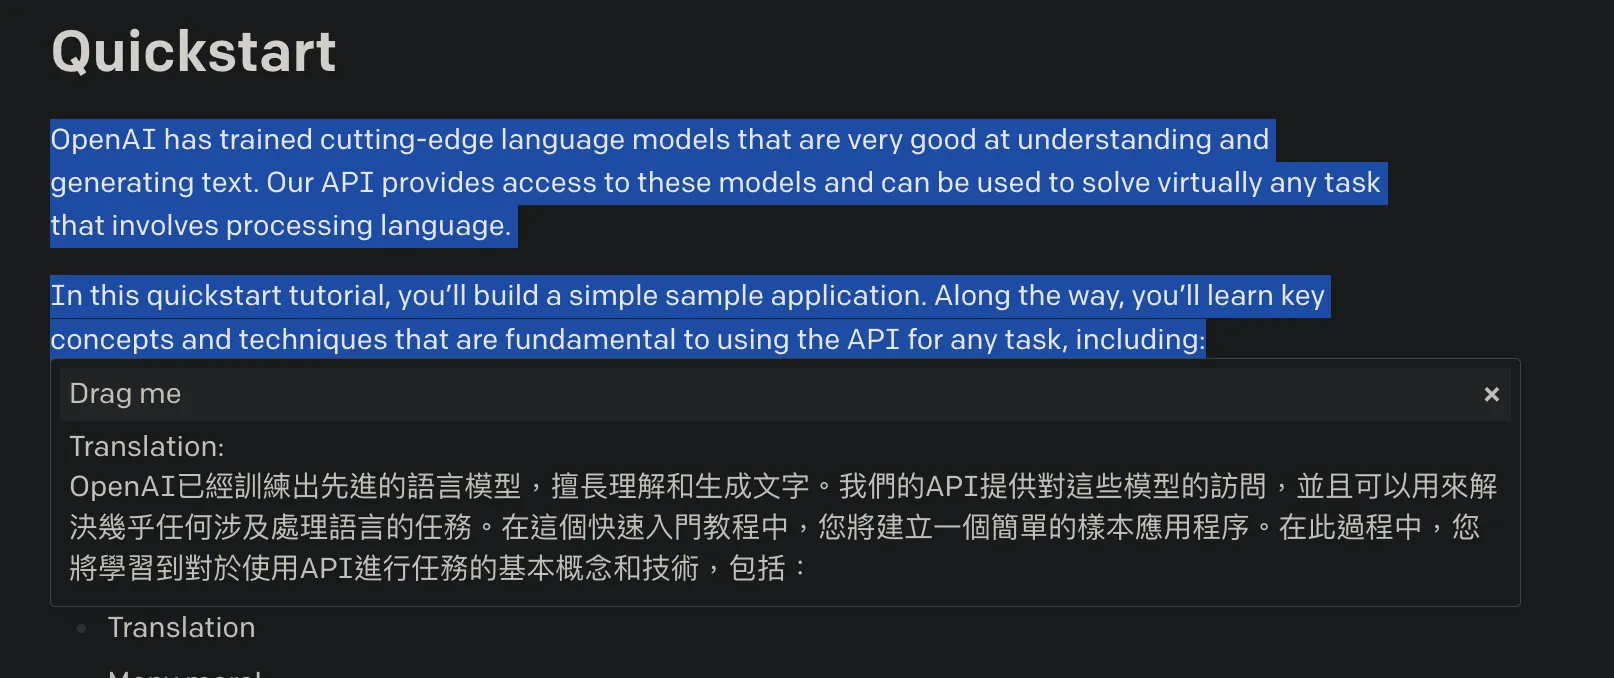 Quickstart
OpenAI has trained cutting-edge language models that are very good at understanding and
generating text. Our API provides access to these models and can be used to solve virtually any task
that involves processing language.
In this quickstart tutorial, you’ll build a simple sample application. Along the way, you’ll learn key
concepts and techniques that are fundamental to using the API for any task, including:
Drag me ×
Translation:
OpenAI已經訓練出先進的語言模型，擅長理解和生成文字。我們的API提供對這些模型的訪問，並且可以用來解
決幾乎任何涉及處理語言的任務。在這個快速入門教程中，您將建立一個簡單的樣本應用程序。在此過程中，您
將學習到對於使用API進行任務的基本概念和技術，包括：
Translation